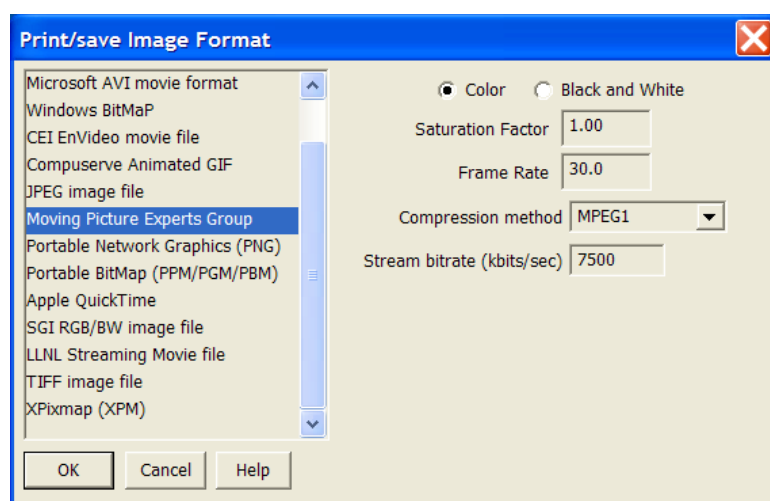 Print/save Image Format
Microsoft AVI movie format
Windows BitMaP
CEI EnVideo movie file
Compuserve Animated GIF
JPEG image file
Moving Picture Experts Group
Portable Network Graphics (PNG)
Portable BitMap (PPM/PGM/PBM)
Apple QuickTime
SGI RGB/BW image file
LLNL Streaming Movie file
TIFF image file
XPixmap (XPM)
Color Black and White
Saturation Factor 1.00
Frame Rate 30.0
Compression method MPEG1
Stream bitrate (kbits/sec) 7500
OK Cancel Help